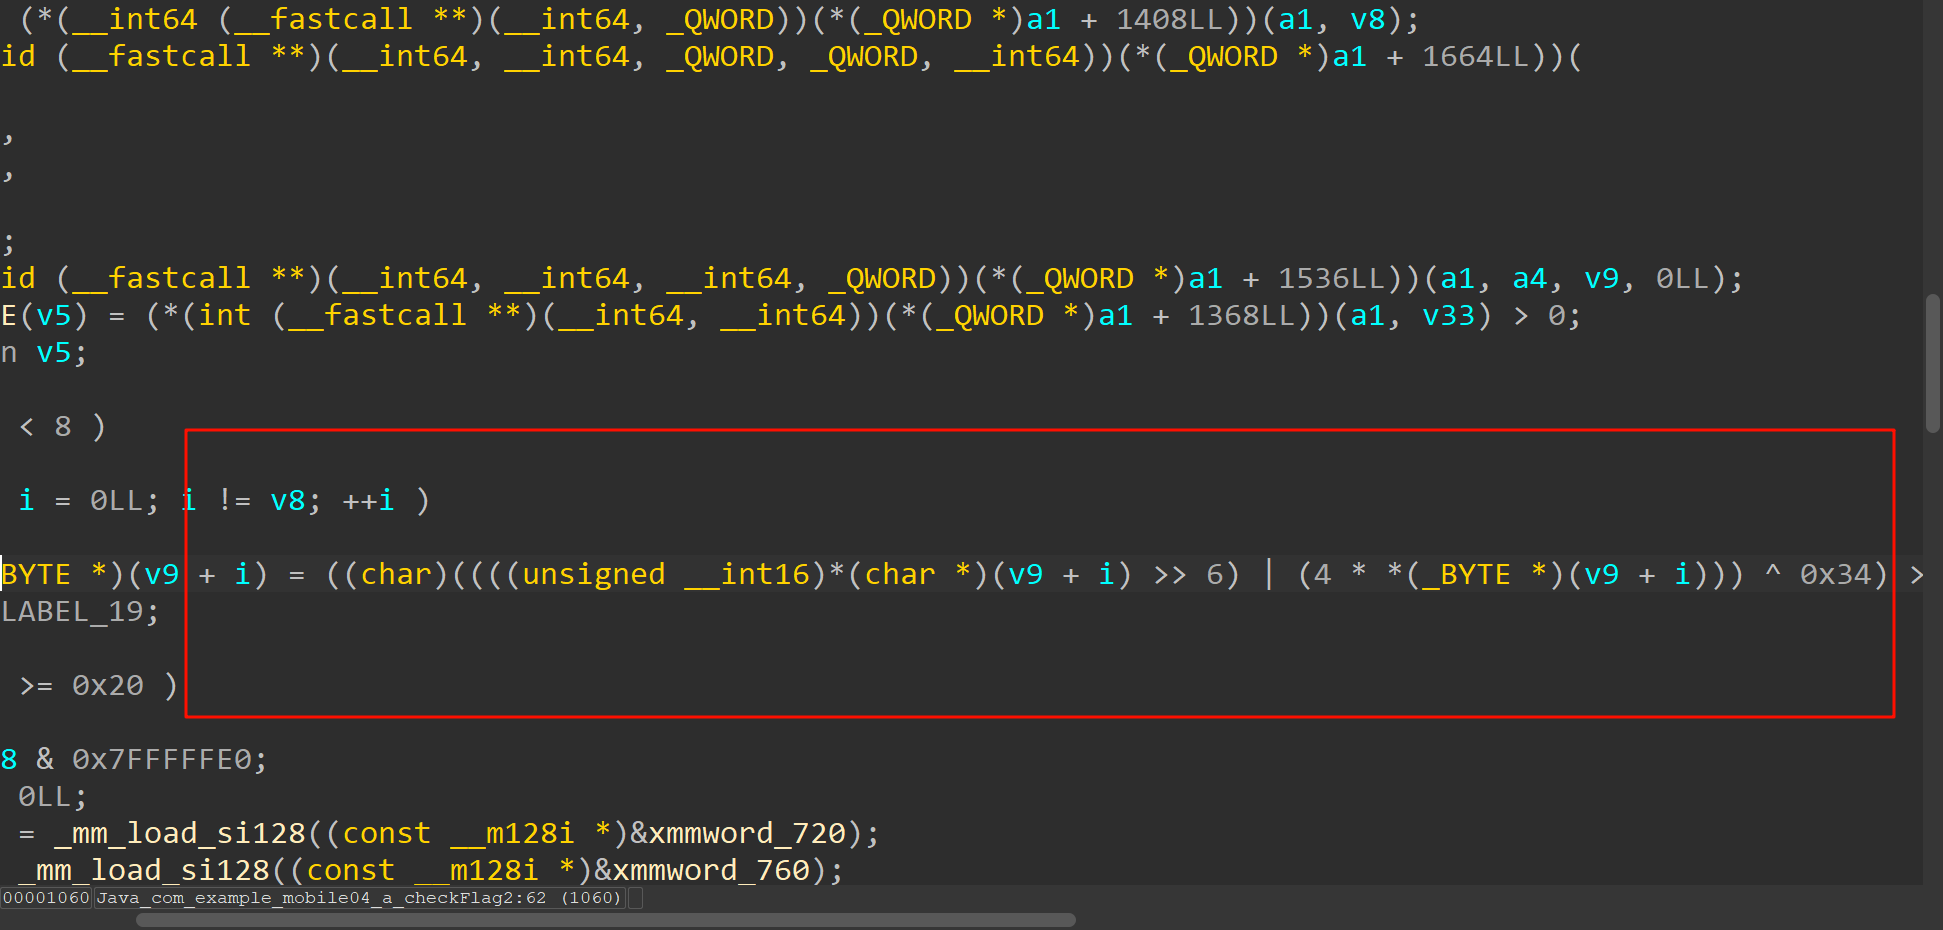 (*(__int64 (__fastcall **)(__int64, _QWORD))(*(_QWORD *)a1 + 1408LL))(a1, v8);
id (__fastcall **)(__int64, __int64, _QWORD, _QWORD, __int64))(*(_QWORD *)a1 + 1664LL))(
,
,
;
id (__fastcall **)(__int64, __int64, __int64, _QWORD))(*(_QWORD *)a1 + 1536LL))(a1, a4, v9, 0LL);
E(v5) = (*(int (__fastcall **)(__int64, __int64))(*(_QWORD *)a1 + 1368LL))(a1, v33) > 0;
n v5;
< 8 )
i = 0LL; i != v8; ++i )
BYTE *)(v9 + i) = ((char)((((unsigned __int16)*(char *)(v9 + i) >> 6) | (4 * *(_BYTE *)(v9 + i))) ^ 0x34) >
LABEL_19;
>= 0x20 )
8 & 0x7FFFFFE0;
0LL;
= _mm_load_si128((const __m128i *)&xmmword_720);
_mm_load_si128((const __m128i *)&xmmword_760);
00001060 Java_com_example_mobile04_a_checkFlag2:62 (1060)